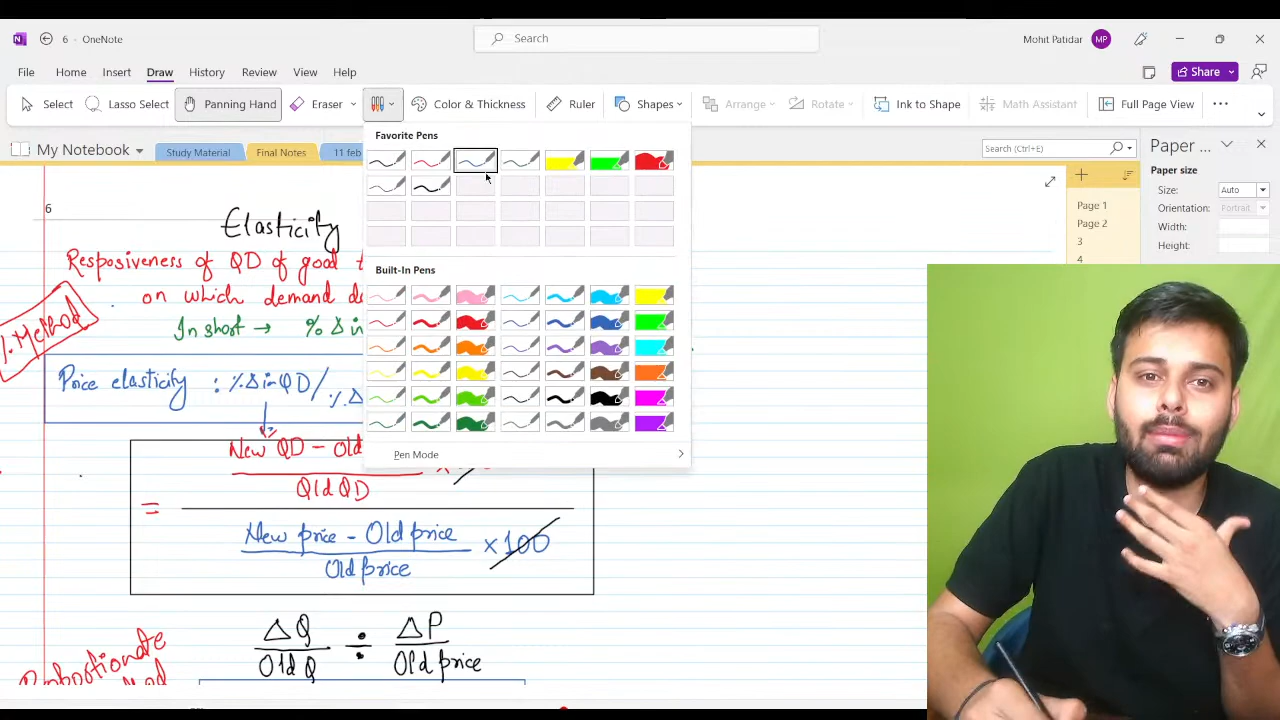 6 - OneNote
Search
Mohit Patidar MP
File Home Insert Draw History Review View Help
Share
Select Lasso Select Panning Hand Eraser Color & Thickness Ruler Shapes Arrange Rotate Ink to Shape Math Assistant Full Page View
My Notebook Study Material Final Notes 11 feb
Search (Ctrl+E)
Favorite Pens
Built-In Pens
Pen Mode
Paper ...
Paper size
Size: Auto
Orientation: Portrait
Width:
Height:
Page 1
Page 2
3
4
6
Elasticity
Resposiveness of QD of good t
on which demand de
1. Method
In short → % Δ in
Price elasticity : % Δ in QD / % Δ
New QD - Old
Old QD
=
New price - Old price
×100
Old price
ΔQ ÷ ΔP
Old Q Old price
Proportionate